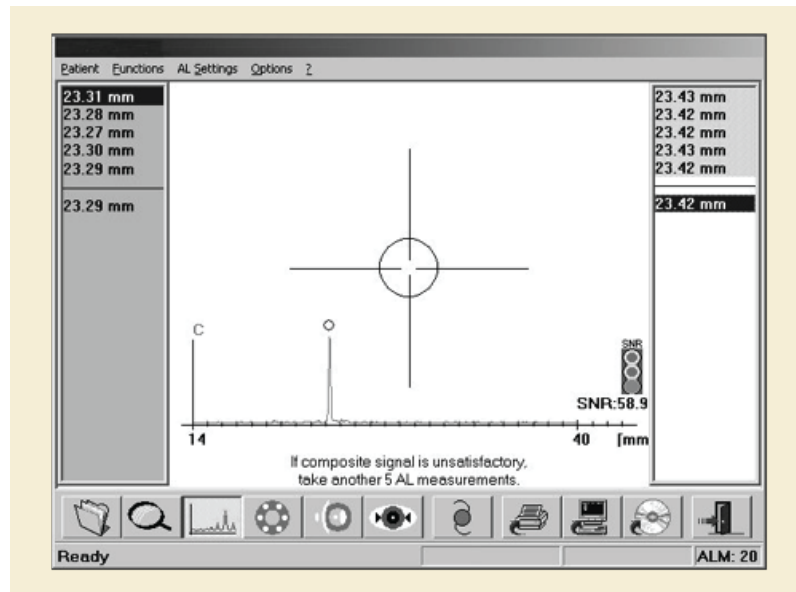 Patient Functions AL Settings Options ?
23.31 mm
23.28 mm
23.27 mm
23.30 mm
23.29 mm
23.29 mm
23.43 mm
23.42 mm
23.42 mm
23.43 mm
23.42 mm
23.42 mm
C
SNR
SNR:58.9
14 40 [mm
If composite signal is unsatisfactory,
take another 5 AL measurements.
Ready ALM: 20